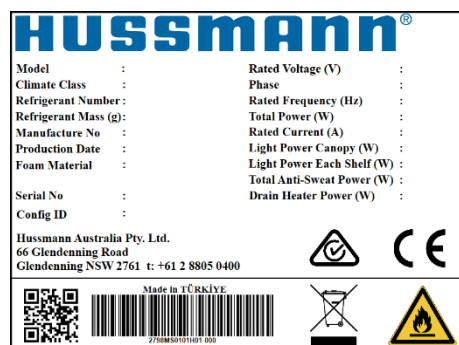 HUSSMANN®
Model :
Climate Class :
Refrigerant Number :
Refrigerant Mass (g) :
Manufacture No :
Production Date :
Foam Material :
Serial No :
Config ID :
Rated Voltage (V) :
Phase :
Rated Frequency (Hz) :
Total Power (W) :
Rated Current (A) :
Light Power Canopy (W) :
Light Power Each Shelf (W) :
Total Anti-Sweat Power (W) :
Drain Heater Power (W) :
Hussmann Australia Pty. Ltd.
66 Glendenning Road
Glendenning NSW 2761 t: +61 2 8805 0400
CE
Made in TÜRKİYE
2798MS0101H01-000